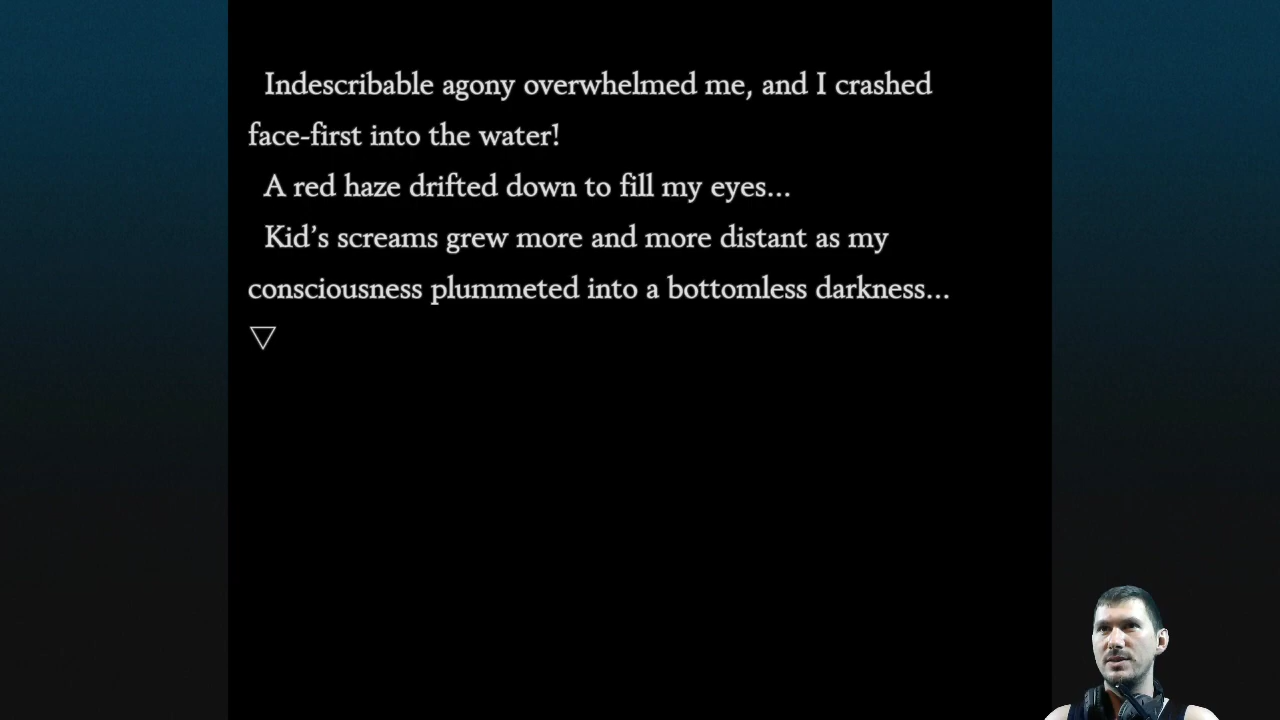 Indescribable agony overwhelmed me, and I crashed
face-first into the water!
A red haze drifted down to fill my eyes...
Kid's screams grew more and more distant as my
consciousness plummeted into a bottomless darkness...